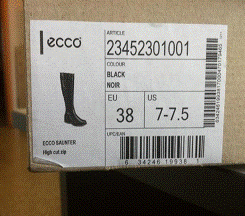 ecco
ARTICLE
23452301001
COLOUR
BLACK
NOIR
EU
US
38
7-7.5
UPC/EAN
ECCO SAUNTER
High cut zip